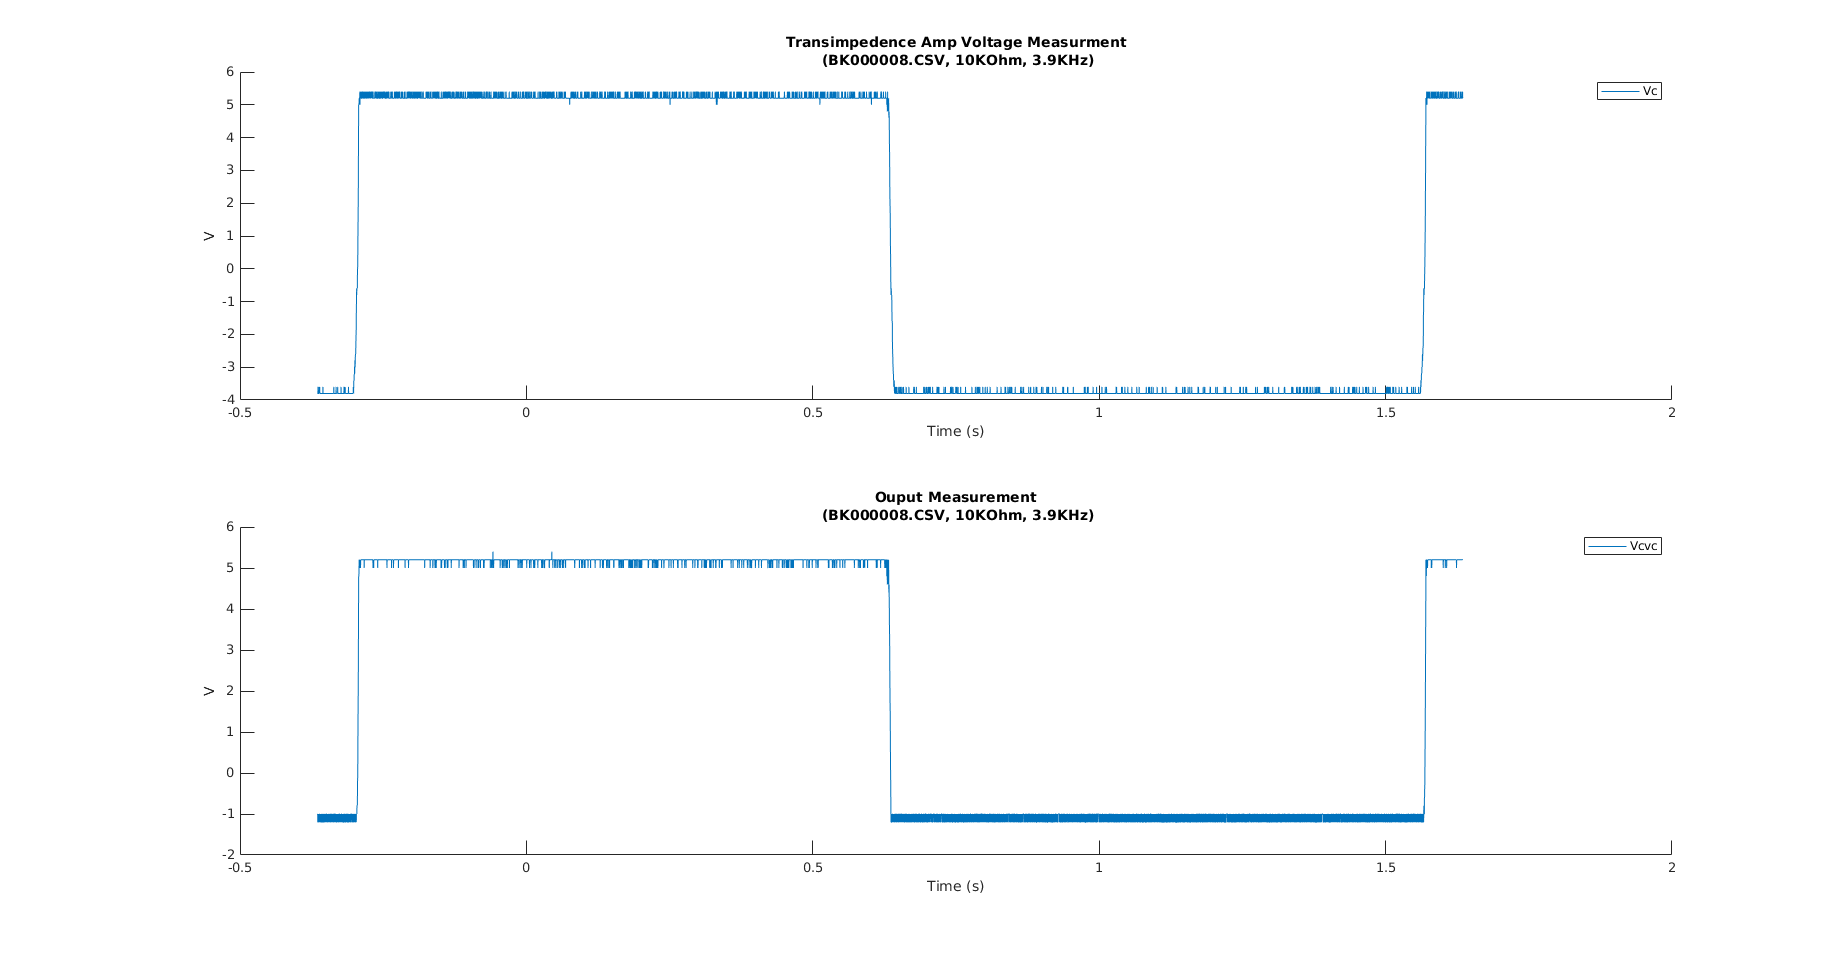 Transimpedence Amp Voltage Measurment
(BK000008.CSV, 10KOhm, 3.9KHz)
6
5
4
3
2
1
0
-1
-2
-3
-4
V
Vc
-0.5 0 0.5 1 1.5 2
Time (s)
Ouput Measurement
(BK000008.CSV, 10KOhm, 3.9KHz)
6
5
4
3
2
1
0
-1
-2
V
Vcvc
-0.5 0 0.5 1 1.5 2
Time (s)